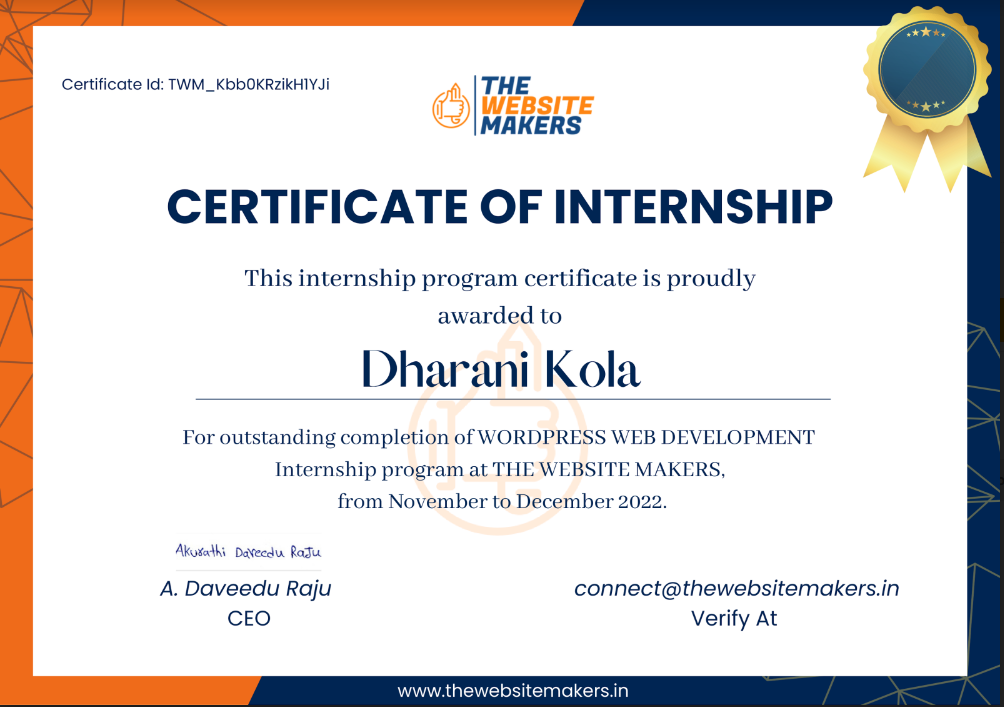 Certificate Id: TWM_Kbb0KRzikH1YJi
THE
WEBSITE
MAKERS
CERTIFICATE OF INTERNSHIP
This internship program certificate is proudly
awarded to
Dharani Kola
For outstanding completion of WORDPRESS WEB DEVELOPMENT
Internship program at THE WEBSITE MAKERS,
from November to December 2022.
Akurathi Daveedu Raju
A. Daveedu Raju
CEO
connect@thewebsitemakers.in
Verify At
www.thewebsitemakers.in